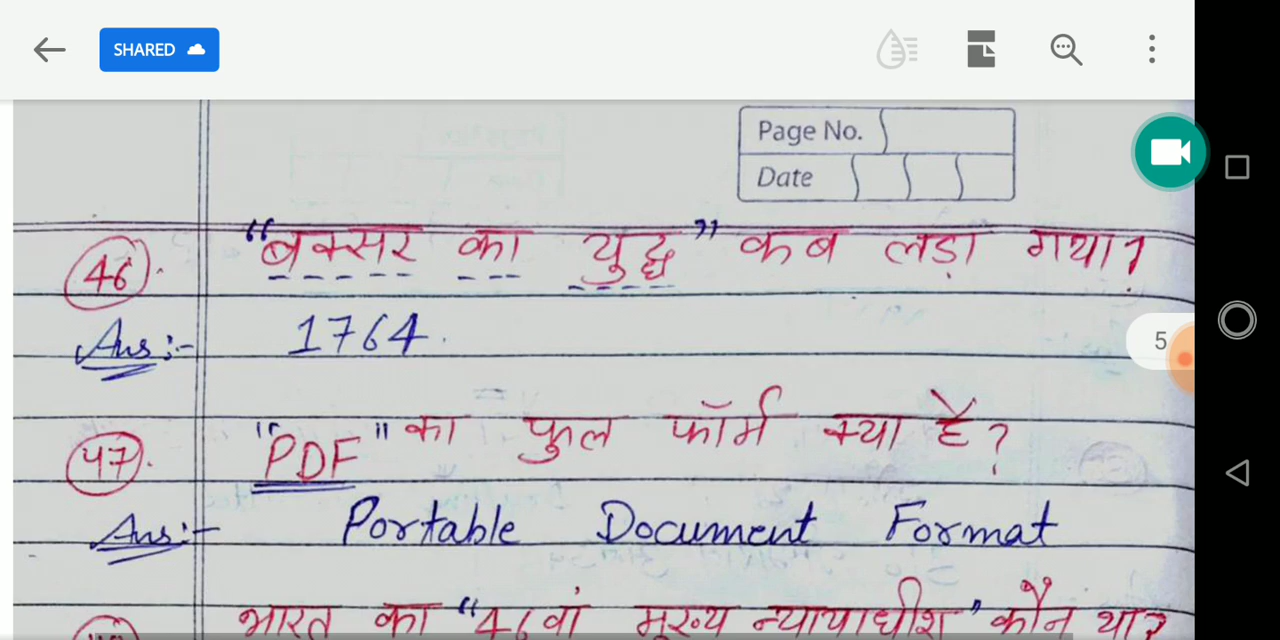 SHARED
Page No.
Date
46. "बक्सर का युद्ध" कब लड़ा गया?
Ans:- 1764.
5
47. "PDF" का फुल फॉर्म क्या है?
Ans:- Portable Document Format
भारत का "46वां मुख्य न्यायाधीश" कौन था?